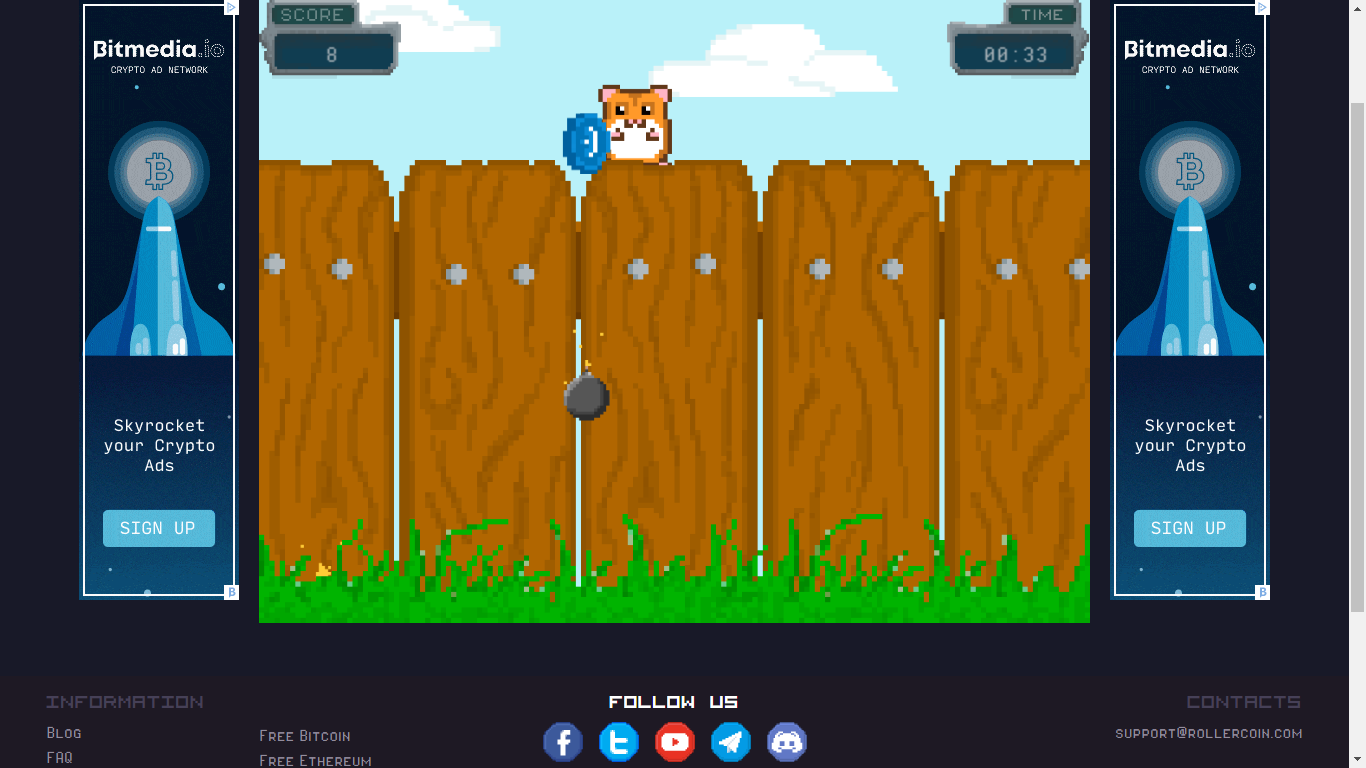 Bitmedia.io
CRYPTO AD NETWORK
Skyrocket
your Crypto
Ads
SIGN UP
SCORE
8
TIME
00:33
Bitmedia.io
CRYPTO AD NETWORK
Skyrocket
your Crypto
Ads
SIGN UP
INFORMATION
Blog
FAQ
Free Bitcoin
Free Ethereum
Follow us
CONTACTS
support@rollercoin.com